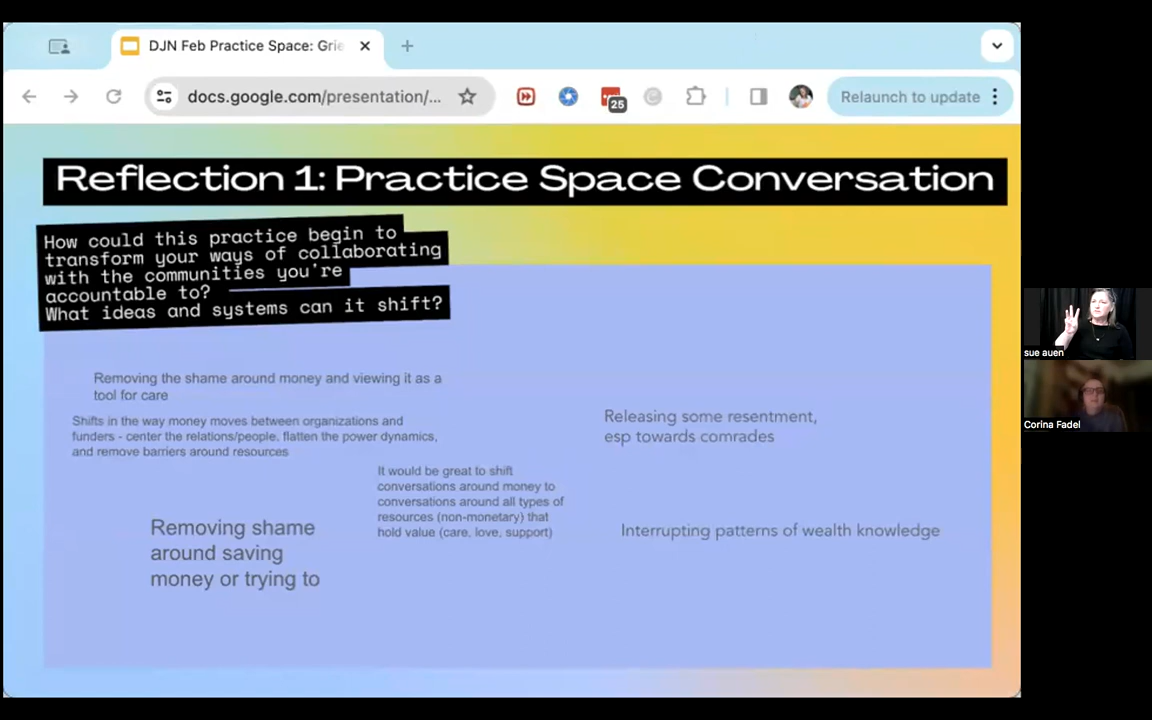 DJN Feb Practice Space: Grie
docs.google.com/presentation/...
25
Relaunch to update
Reflection 1: Practice Space Conversation
How could this practice begin to
transform your ways of collaborating
with the communities you're
accountable to?
What ideas and systems can it shift?
Removing the shame around money and viewing it as a
tool for care
Shifts in the way money moves between organizations and
funders - center the relations/people, flatten the power dynamics,
and remove barriers around resources
It would be great to shift
conversations around money to
conversations around all types of
resources (non-monetary) that
hold value (care, love, support)
Removing shame
around saving
money or trying to
Releasing some resentment,
esp towards comrades
Interrupting patterns of wealth knowledge
sue auen
Corina Fadel